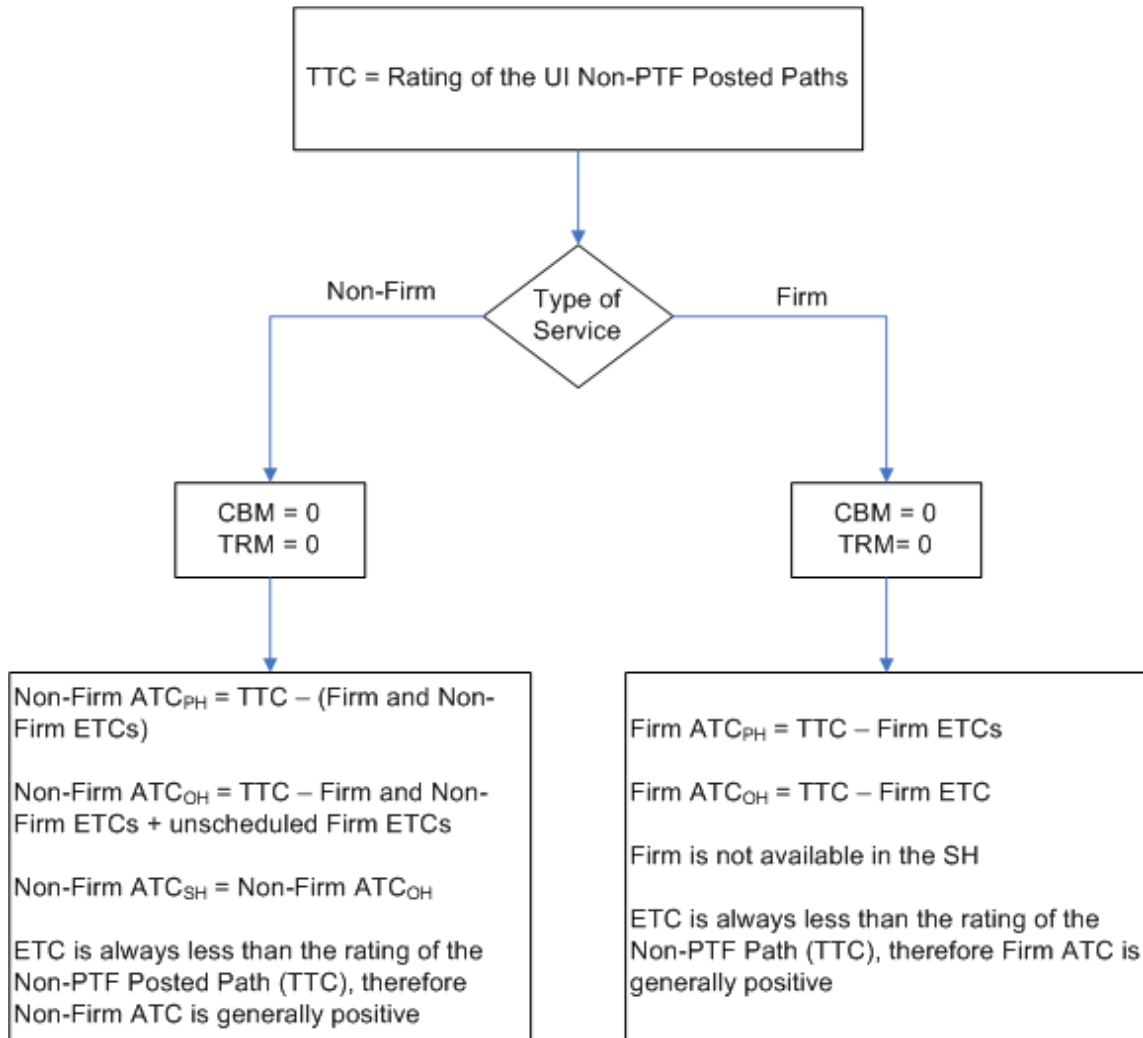 TTC = Rating of the UI Non-PTF Posted Paths
Non-Firm
Type of
Service
Firm
CBM = 0
TRM = 0
CBM = 0
TRM= 0
Non-Firm ATCPH = TTC – (Firm and Non-
Firm ETCs)
Non-Firm ATCOH = TTC – Firm and Non-
Firm ETCs + unscheduled Firm ETCs
Non-Firm ATCSH = Non-Firm ATCOH
ETC is always less than the rating of the
Non-PTF Posted Path (TTC), therefore
Non-Firm ATC is generally positive
Firm ATCPH = TTC – Firm ETCs
Firm ATCOH = TTC – Firm ETC
Firm is not available in the SH
ETC is always less than the rating of the
Non-PTF Path (TTC), therefore Firm ATC is
generally positive